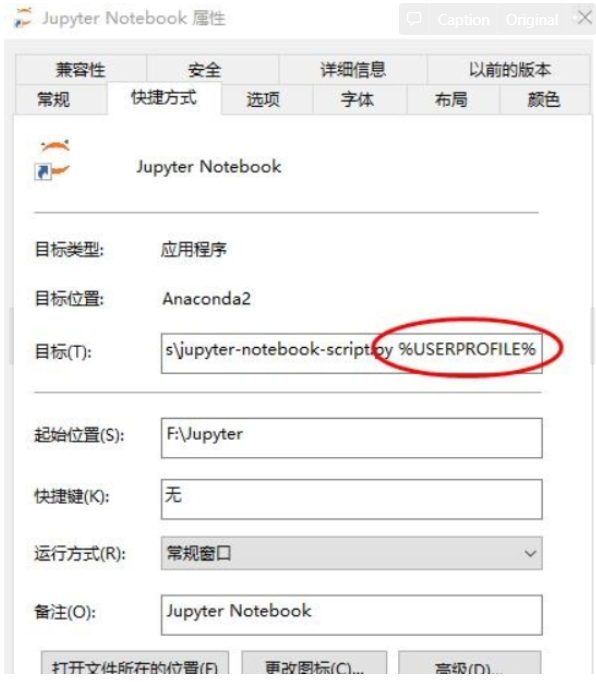 Jupyter Notebook 属性
Caption Original
兼容性 安全 详细信息 以前的版本
常规 快捷方式 选项 字体 布局 颜色
Jupyter Notebook
目标类型: 应用程序
目标位置: Anaconda2
目标(T): s\jupyter-notebook-script.py %USERPROFILE%
起始位置(S): F:\Jupyter
快捷键(K): 无
运行方式(R): 常规窗口
备注(O): Jupyter Notebook
打开文件所在的位置(F) 更改图标(C)... 高级(D)...